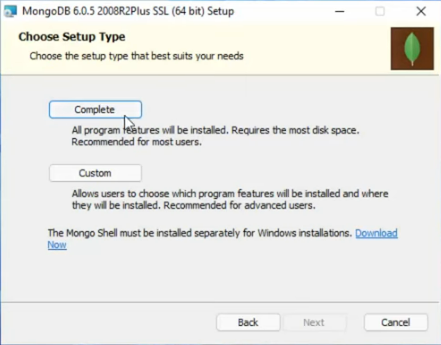 MongoDB 6.0.5 2008R2Plus SSL (64 bit) Setup
Choose Setup Type
Choose the setup type that best suits your needs
Complete
All program features will be installed. Requires the most disk space.
Recommended for most users.
Custom
Allows users to choose which program features will be installed and where
they will be installed. Recommended for advanced users.
The Mongo Shell must be installed separately for Windows installations. Download
Now
Back Next Cancel